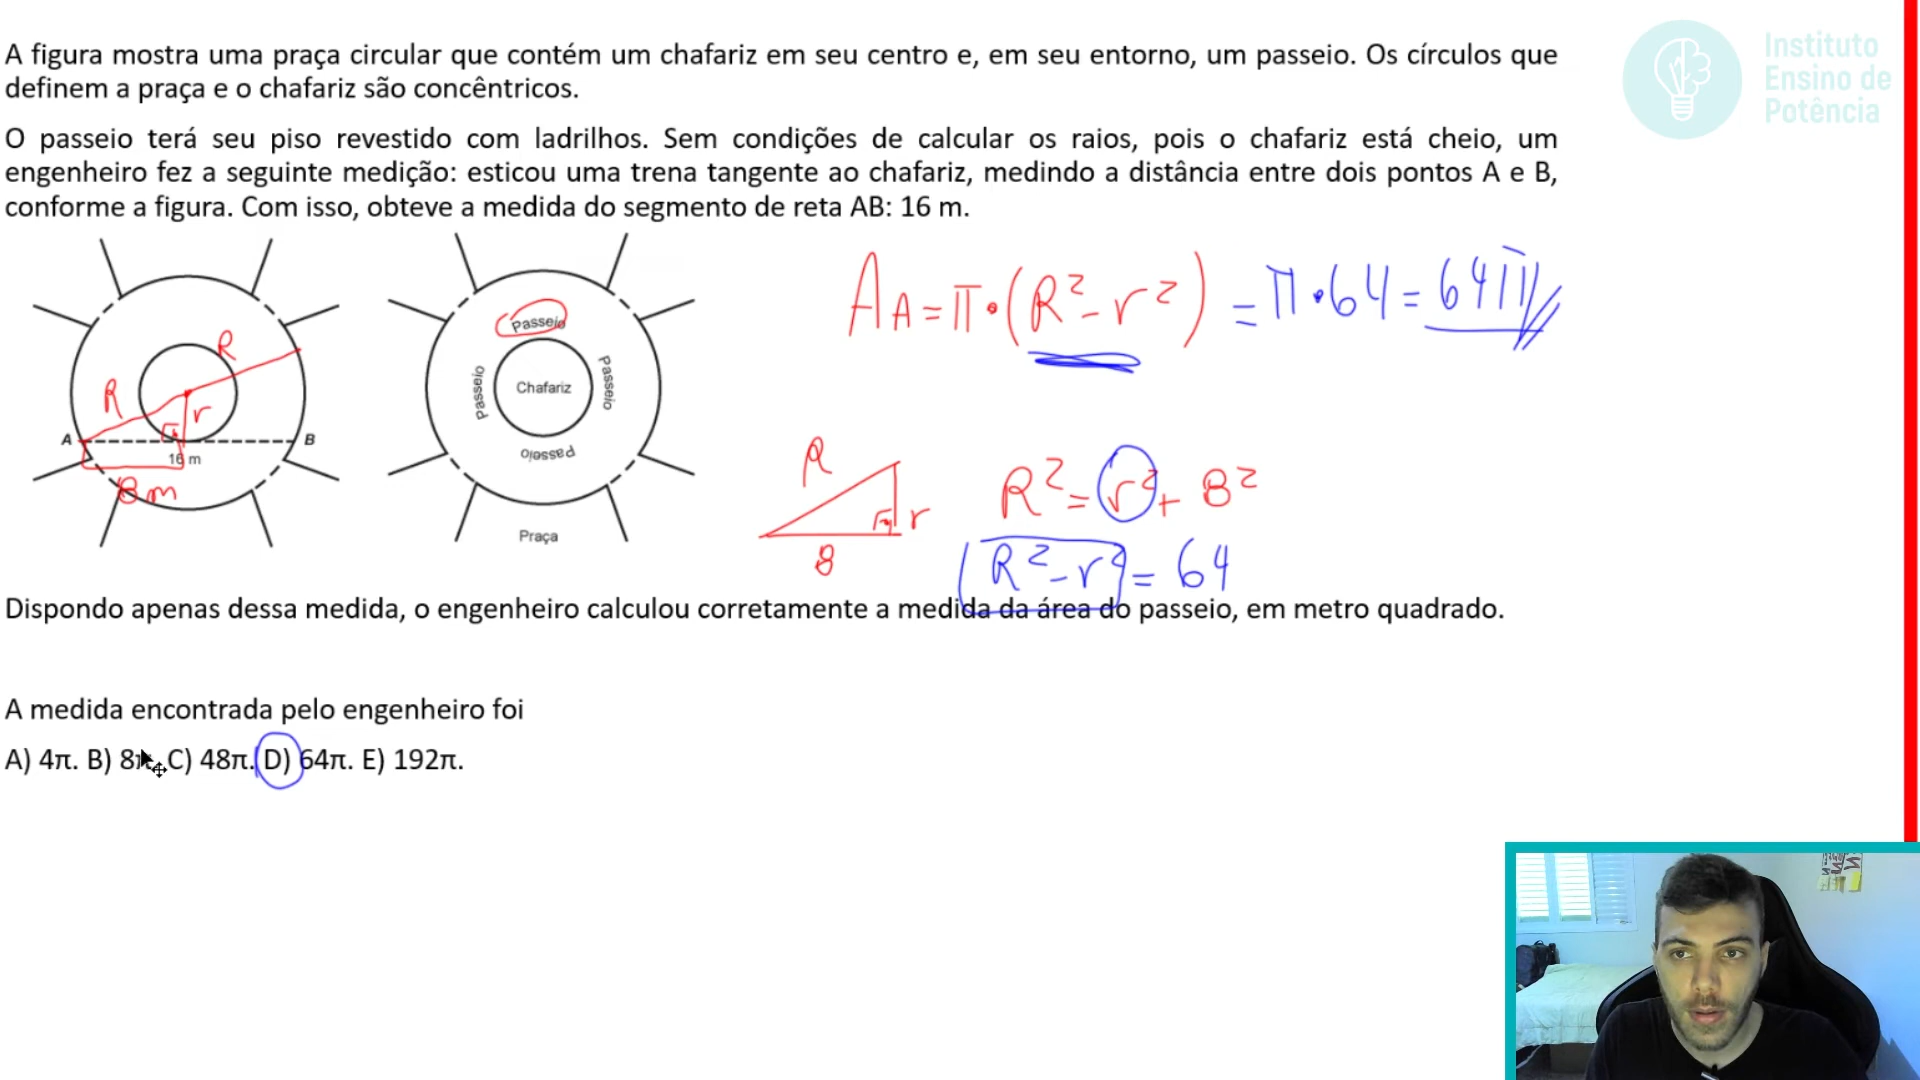 A figura mostra uma praça circular que contém um chafariz em seu centro e, em seu entorno, um passeio. Os círculos que
definem a praça e o chafariz são concêntricos.
O passeio terá seu piso revestido com ladrilhos. Sem condições de calcular os raios, pois o chafariz está cheio, um
engenheiro fez a seguinte medição: esticou uma trena tangente ao chafariz, medindo a distância entre dois pontos A e B,
conforme a figura. Com isso, obteve a medida do segmento de reta AB: 16 m.
Instituto
Ensino de
Potência
R
R
r
A
B
16 m
8m
Passeio
Passeio
Chafariz
Passeio
Passeio
Praça
AA = π·(R²-r²) = π·64 = 64π
R
r
8
R² = r² + 8²
R²-r² = 64
Dispondo apenas dessa medida, o engenheiro calculou corretamente a medida da área do passeio, em metro quadrado.
A medida encontrada pelo engenheiro foi
A) 4π. B) 8π. C) 48π. D) 64π. E) 192π.